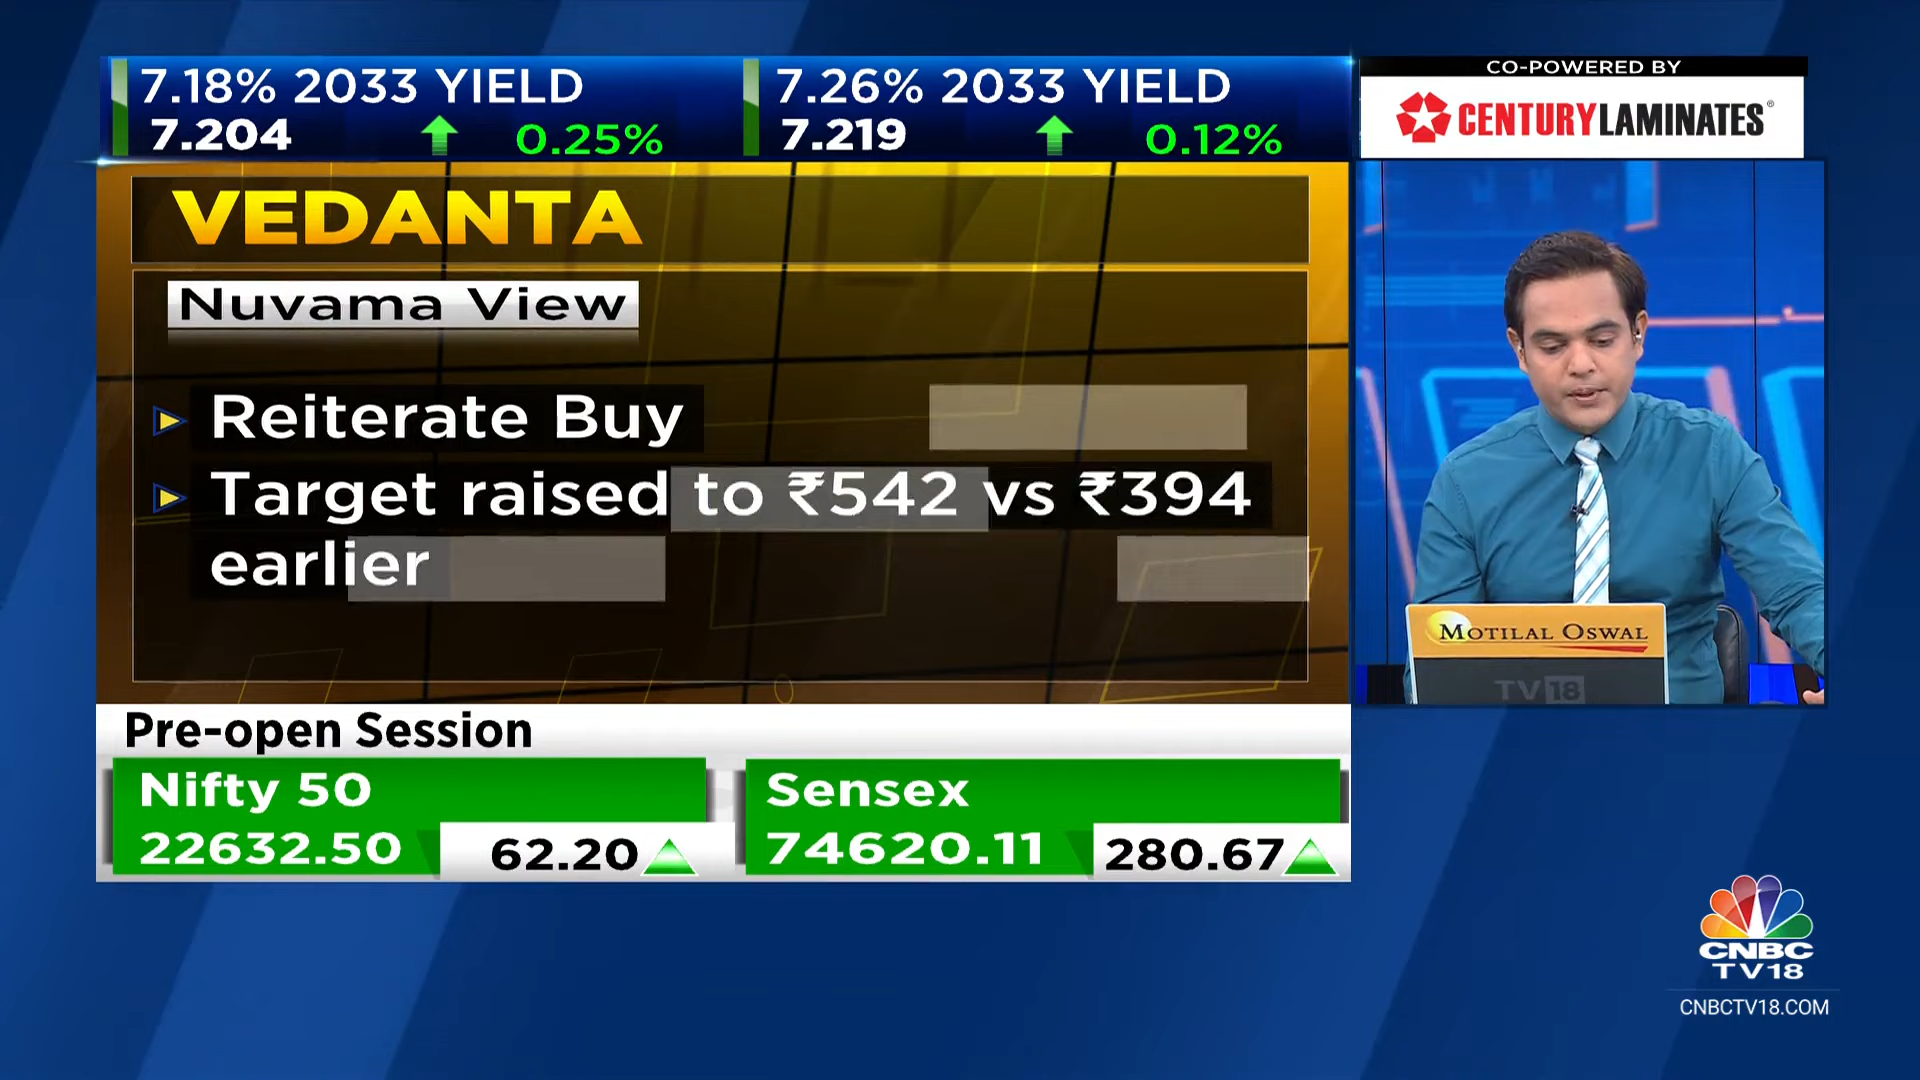 7.18% 2033 YIELD
7.204 0.25%
7.26% 2033 YIELD
7.219 0.12%
CO-POWERED BY
CENTURYLAMINATES®
VEDANTA
Nuvama View
Reiterate Buy
Target raised to ₹542 vs ₹394
earlier
MOTILAL OSWAL
TV18
Pre-open Session
Nifty 50
22632.50 62.20
Sensex
74620.11 280.67
CNBC
TV18
CNBCTV18.COM